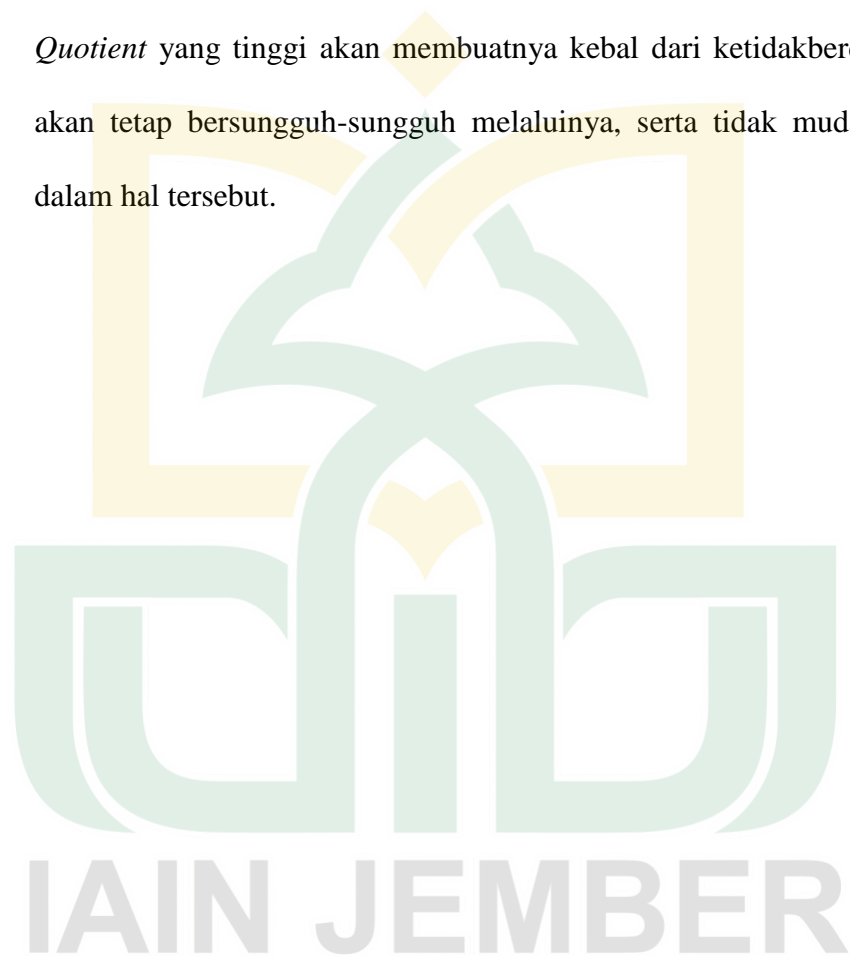 Quotient yang tinggi akan membuatnya kebal dari
akan tetap bersungguh-sungguh melaluinya, serta tidak
dalam hal tersebut.
IAIN JEMBER